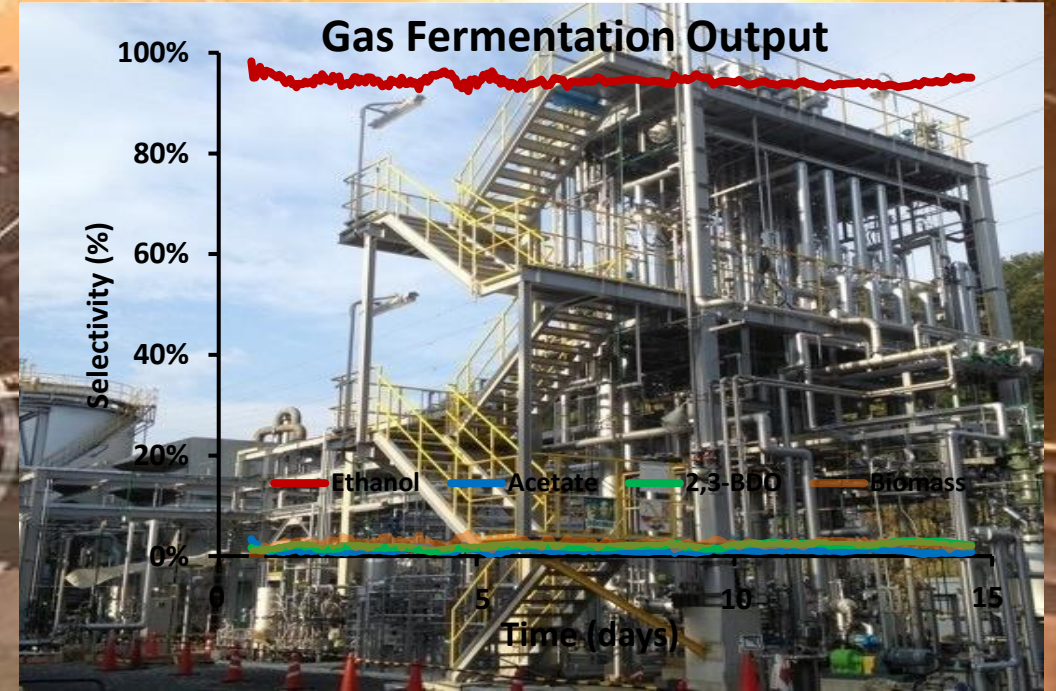 Gas Fermentation Output
100%
80%
60%
40%
20%
0%
Selectivity (%)
Ethanol Acetate 2,3-BDO Biomass
0 5 10 15
Time (days)